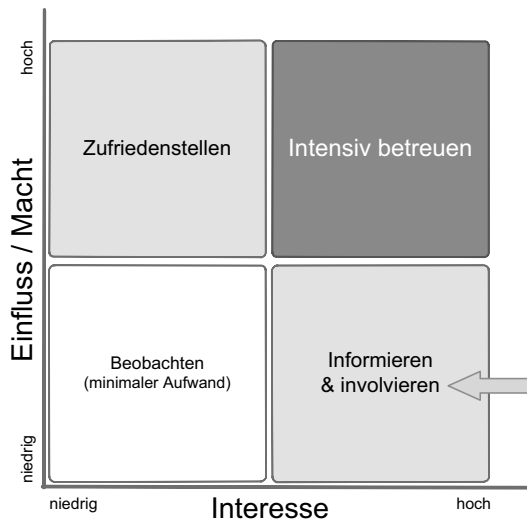 hoch
Einfluss / Macht
niedrig
Zufriedenstellen
Intensiv betreuen
Beobachten
(minimaler Aufwand)
Informieren
& involvieren
niedrig
Interesse
hoch